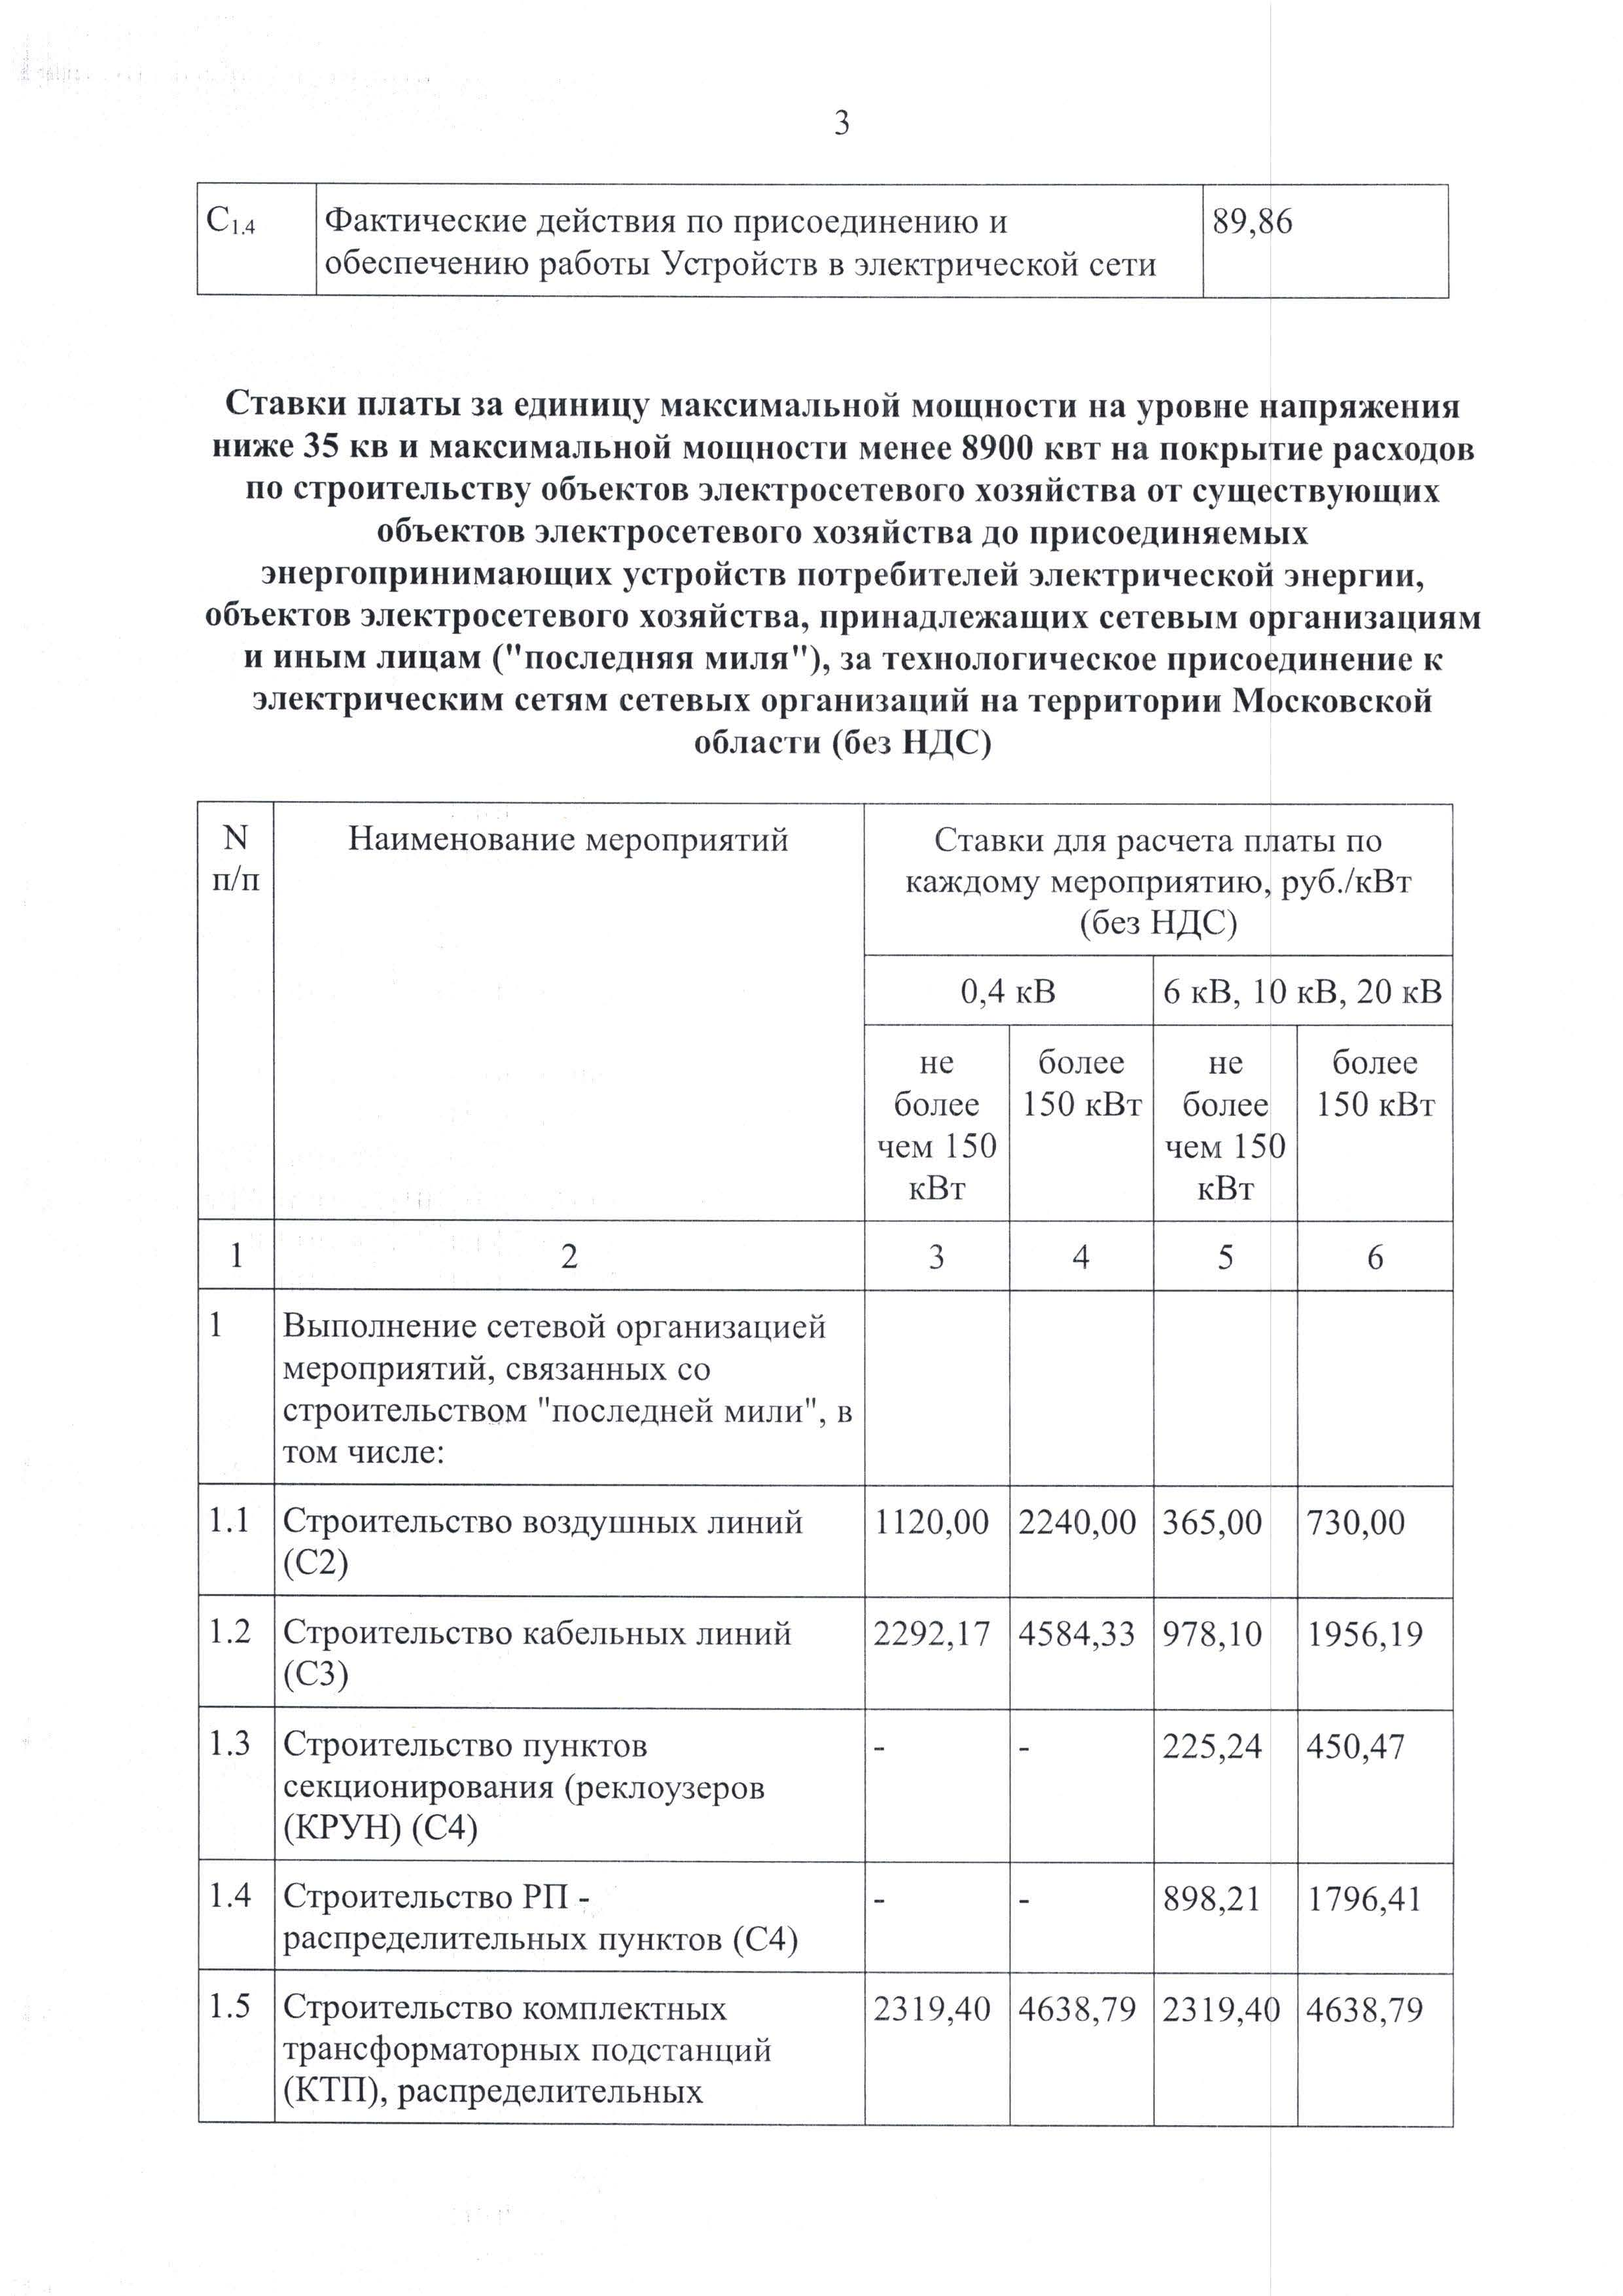 3
С1.4 Фактические действия по присоединению и 89,86
обеспечению работы Устройств в электрической сети
Ставки платы за единицу максимальной мощности на уровне напряжения
ниже 35 кв и максимальной мощности менее 8900 квт на покрытие расходов
по строительству объектов электросетевого хозяйства от существующих
объектов электросетевого хозяйства до присоединяемых
энергопринимающих устройств потребителей электрической энергии,
объектов электросетевого хозяйства, принадлежащих сетевым организациям
и иным лицам ("последняя миля"), за технологическое присоединение к
электрическим сетям сетевых организаций на территории Московской
области (без НДС)
N
п/п
Наименование мероприятий
Ставки для расчета платы по
каждому мероприятию, руб./кВт
(без НДС)
0,4 кВ
6 кВ, 10 кВ, 20 кВ
не
более
чем 150
кВт
более
150 кВт
не
более
чем 150
кВт
более
150 кВт
1 2 3 4 5 6
1 Выполнение сетевой организацией
мероприятий, связанных со
строительством "последней мили", в
том числе:
1.1 Строительство воздушных линий 1120,00 2240,00 365,00 730,00
(С2)
1.2 Строительство кабельных линий 2292,17 4584,33 978,10 1956,19
(С3)
1.3 Строительство пунктов - - 225,24 450,47
секционирования (реклоузеров
(КРУН) (С4)
1.4 Строительство РП - - - 898,21 1796,41
распределительных пунктов (С4)
1.5 Строительство комплектных 2319,40 4638,79 2319,40 4638,79
трансформаторных подстанций
(КТП), распределительных